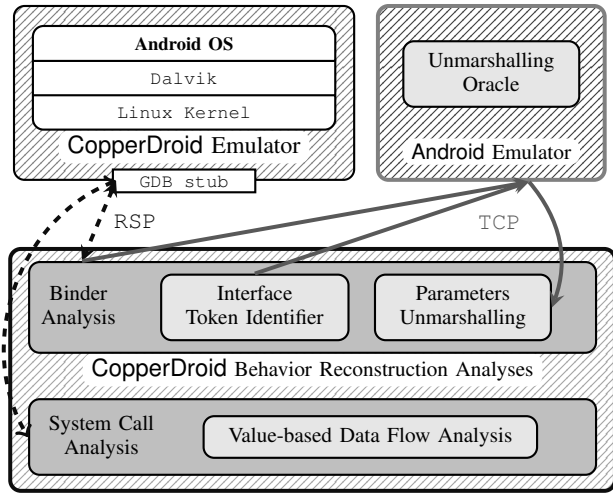 Android OS
Dalvik
Linux Kernel
CopperDroid Emulator
GDB stub
Unmarshalling
Oracle
Android Emulator
RSP
TCP
Binder
Analysis
Interface
Token Identifier
Parameters
Unmarshalling
CopperDroid Behavior Reconstruction Analyses
System Call
Analysis
Value-based Data Flow Analysis